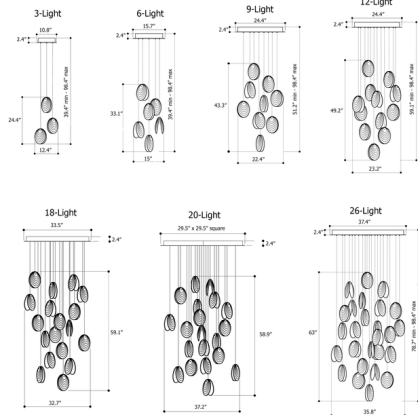 3-Light
10.8"
2.4"
24.4"
39.4" min - 98.4" max
12.4"
6-Light
15.7"
2.4"
33.1"
39.4" min - 98.4" max
15"
9-Light
24.4"
2.4"
43.3"
51.2" min - 98.4" max
22.4"
12-Light
24.4"
2.4"
49.2"
59.1" min - 98.4" max
23.2"
18-Light
33.5"
2.4"
59.1"
32.7"
20-Light
29.5" x 29.5" square
2.4"
58.9"
37.2"
26-Light
37.4"
2.4"
63"
78.7" min - 98.4" max
35.8"